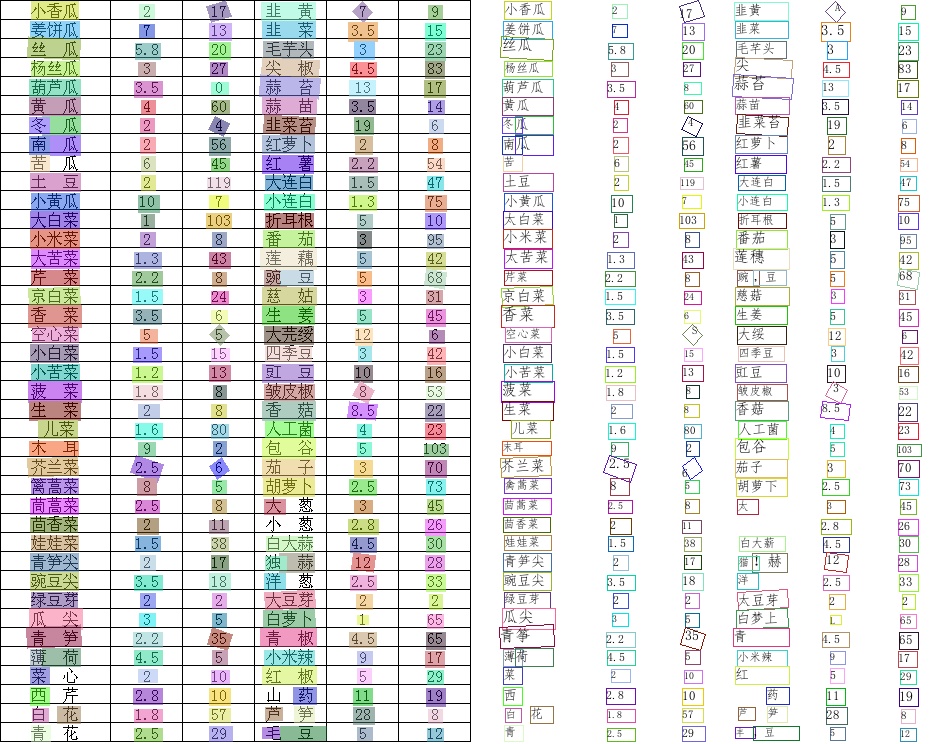 小香瓜 2 17 韭黄 7 9 小香瓜 2 17 韭黄 A 9
姜饼瓜 7 13 韭菜 3.5 15 姜饼瓜 7 13 韭菜 3.5 15
丝瓜 5.8 20 毛芋头 3 23 丝瓜 5.8 20 毛芋头 3 23
杨丝瓜 3 27 尖椒 4.5 83 杨丝瓜 3 27 尖 4.5 83
葫芦瓜 3.5 0 蒜苔 13 17 葫芦瓜 3.5 8 蒜苔 13 17
黄瓜 4 60 蒜苗 3.5 14 黄瓜 4 60 蒜苗 3.5 14
冬瓜 2 4 韭菜苔 19 6 冬瓜 2 4 韭菜苔 19 6
南瓜 2 56 红萝卜 2 8 南瓜 2 56 红萝卜 2 8
苦瓜 6 45 红薯 2.2 54 苦 6 45 红薯 2.2 54
土豆 2 119 大连白 1.5 47 土豆 2 119 大连白 1.5 47
小黄瓜 10 7 小连白 1.3 75 小黄瓜 10 7 小连白 1.3 75
大白菜 1 103 折耳根 5 10 大白菜 1 103 折耳根 5 10
小米菜 2 8 番茄 3 95 小米菜 2 8 番茄 3 95
大苦菜 1.3 43 莲藕 5 42 太苦菜 1.3 43 莲穗 5 42
芹菜 2.2 8 豌豆 5 68 芹菜 2.2 8 豌,豆 5 68
京白菜 1.5 24 慈姑 3 31 京白菜 1.5 24 慈菇 3 31
香菜 3.5 6 生姜 5 45 香菜 3.5 6 生姜 5 45
空心菜 5 5 大芫绥 12 6 空心菜 5 S 大绥 12 6
小白菜 1.5 15 四季豆 3 42 小白菜 1.5 15 四季豆 3 42
小苦菜 1.2 13 豇豆 10 16 小苦菜 1.2 13 豇豆 10 16
菠菜 1.8 8 皱皮椒 8 53 菠菜 1.8 8 皱皮椒 3 53
生菜 2 8 香菇 8.5 22 生菜 2 8 香菇 8.5 22
儿菜 1.6 80 人工菌 4 23 儿菜 1.6 80 人工菌 4 23
木耳 9 2 包谷 5 103 末耳 9 2 包谷 5 103
芥兰菜 2.5 6 茄子 3 70 芥兰菜 2.5 6 茄子 3 70
篱蒿菜 8 5 胡萝卜 2.5 73 禽蒿菜 8 5 胡萝下 2.5 73
茼蒿菜 2.5 8 大葱 3 45 茼蒿菜 2.5 8 大 3 45
茴香菜 2 11 小葱 2.8 26 茴香菜 2 11 2.8 26
娃娃菜 1.5 38 白大蒜 4.5 30 娃娃菜 1.5 38 白大薪 4.5 30
青笋尖 2 17 独蒜 12 28 青笋尖 2 17 猫!赫 12 28
豌豆尖 3.5 18 洋葱 2.5 33 豌豆尖 3.5 18 洋 2.5 33
绿豆芽 2 2 大豆芽 2 2 绿豆芽 2 2 太豆芽 2 2
瓜尖 3 5 白萝卜 1 65 瓜尖 3 5 白梦上 1. 65
青笋 2.2 35 青椒 4.5 65 青筝 2.2 35 青 4.5 65
薄荷 4.5 5 小米辣 9 17 薄荷 4.5 5 小米辣 9 17
菜心 2 10 红椒 5 29 菜 2 10 红 5 29
西芹 2.8 10 山药 11 19 西 2.8 10 药 11 19
白花 1.8 57 芦笋 28 8 白花 1.8 57 芦笋 28 8
青花 2.5 29 毛豆 5 12 青 2.5 29 豆 5 12